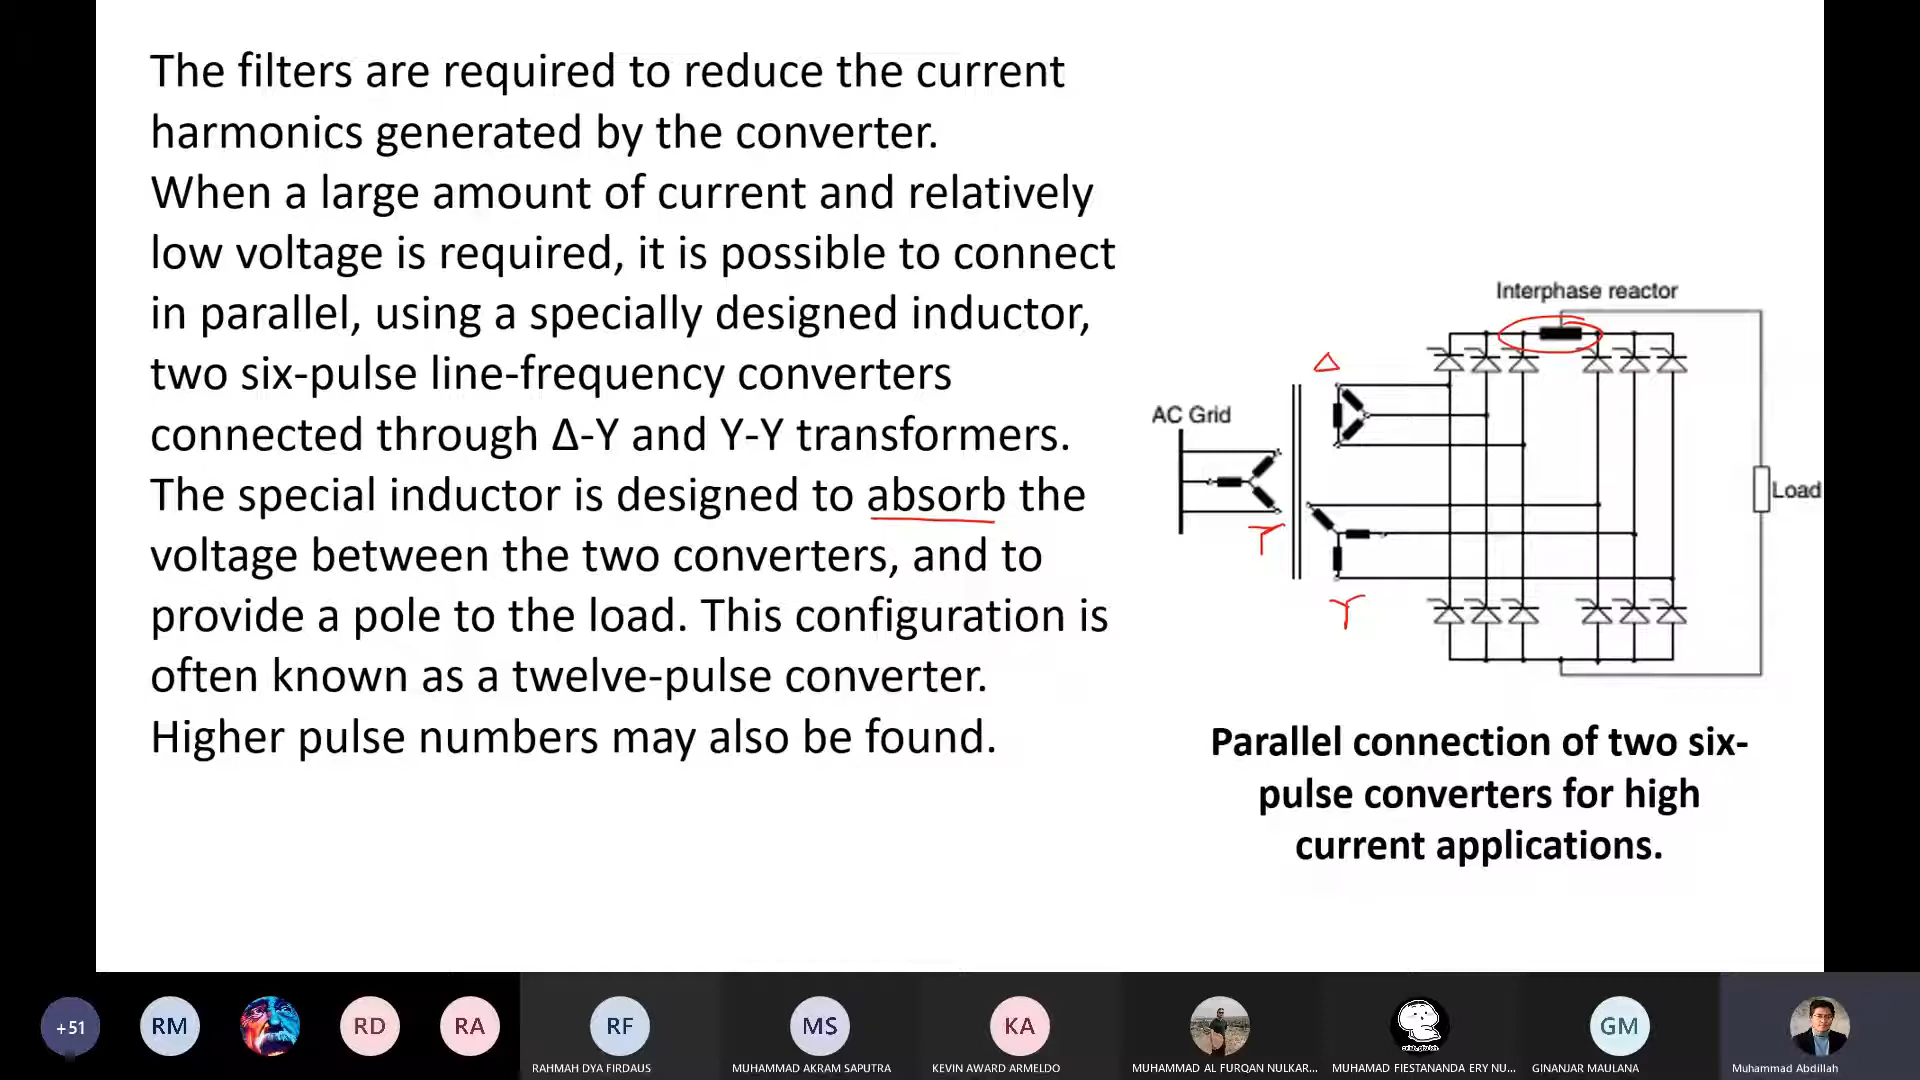 The filters are required to reduce the current
harmonics generated by the converter.
When a large amount of current and relatively
low voltage is required, it is possible to connect
in parallel, using a specially designed inductor,
two six-pulse line-frequency converters
connected through Δ-Y and Y-Y transformers.
The special inductor is designed to absorb the
voltage between the two converters, and to
provide a pole to the load. This configuration is
often known as a twelve-pulse converter.
Higher pulse numbers may also be found.
Interphase reactor
Δ
AC Grid
Load
Y
Y
Parallel connection of two six-
pulse converters for high
current applications.
+51
RM
RD
RA
RF
MS
KA
GM
RAHMAH DYA FIRDAUS
MUHAMMAD AKRAM SAPUTRA
KEVIN AWARD ARMELDO
MUHAMMAD AL FURQAN NULKAR...
MUHAMAD FIESTANANDA ERY NU...
GINANJAR MAULANA
Muhammad Abdillah